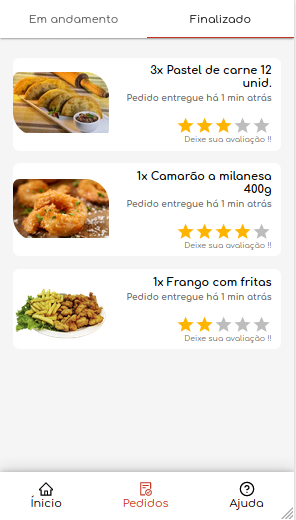 Em andamento
Finalizado
3x Pastel de carne 12
unid.
Pedido entregue há 1 min atrás
Deixe sua avaliação !!
1x Camarão a milanesa
400g
Pedido entregue há 1 min atrás
Deixe sua avaliação !!
1x Frango com fritas
Pedido entregue há 1 min atrás
Deixe sua avaliação !!
Ínicio
Pedidos
Ajuda